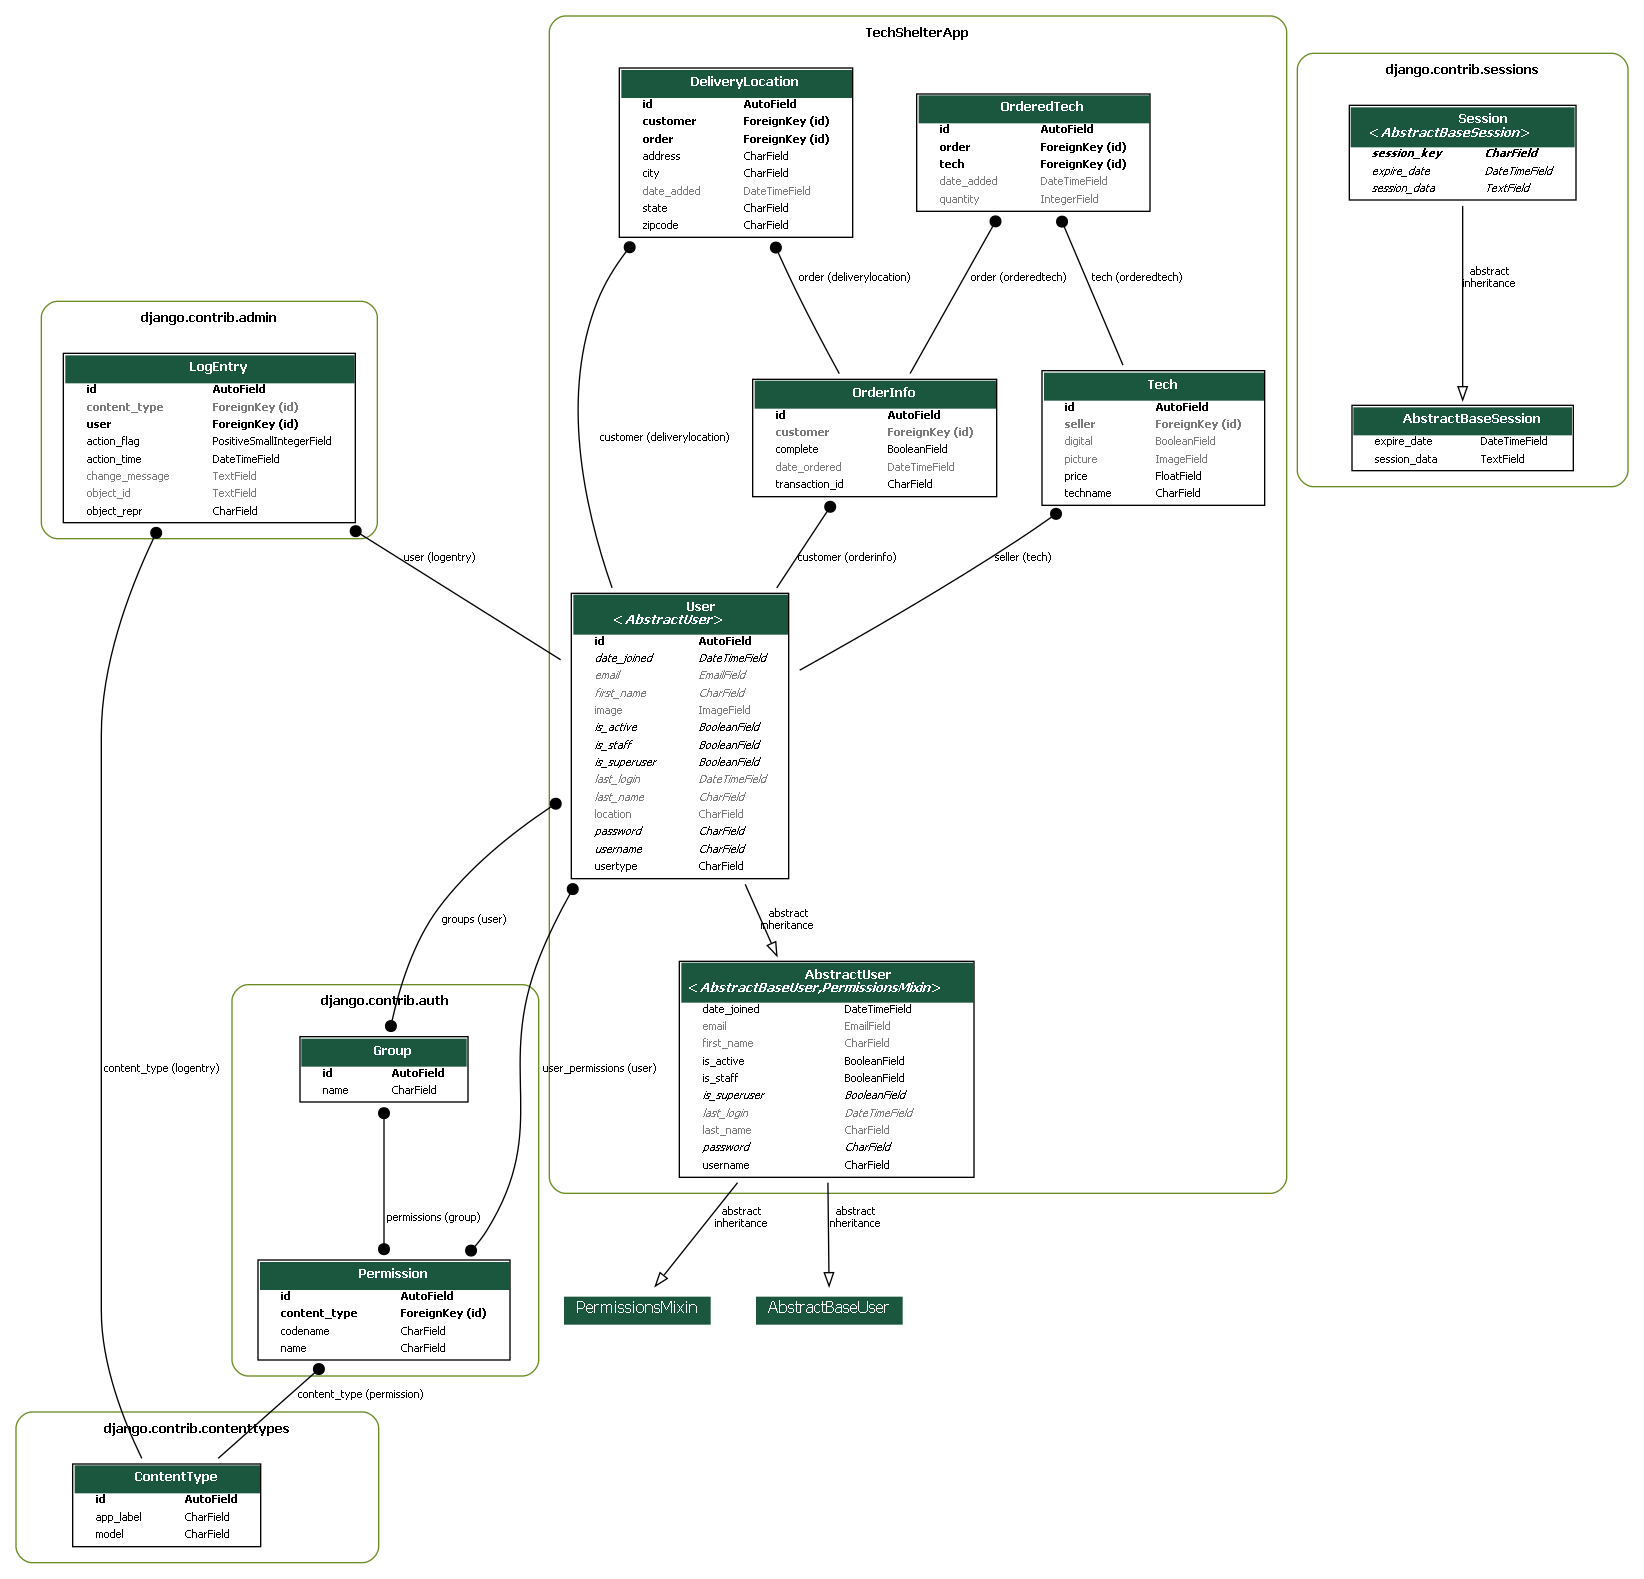 TechShelterApp
DeliveryLocation
id AutoField
customer ForeignKey (id)
order ForeignKey (id)
address CharField
city CharField
date_added DateTimeField
state CharField
zipcode CharField
OrderedTech
id AutoField
order ForeignKey (id)
tech ForeignKey (id)
date_added DateTimeField
quantity IntegerField
django.contrib.sessions
Session
<AbstractBaseSession>
session_key CharField
expire_date DateTimeField
session_data TextField
abstract
inheritance
AbstractBaseSession
expire_date DateTimeField
session_data TextField
order (deliverylocation)
order (orderedtech)
tech (orderedtech)
customer (deliverylocation)
django.contrib.admin
LogEntry
id AutoField
content_type ForeignKey (id)
user ForeignKey (id)
action_flag PositiveSmallIntegerField
action_time DateTimeField
change_message TextField
object_id TextField
object_repr CharField
OrderInfo
id AutoField
customer ForeignKey (id)
complete BooleanField
date_ordered DateTimeField
transaction_id CharField
Tech
id AutoField
seller ForeignKey (id)
digital BooleanField
picture ImageField
price FloatField
techname CharField
user (logentry)
customer (orderinfo)
seller (tech)
User
<AbstractUser>
id AutoField
date_joined DateTimeField
email EmailField
first_name CharField
image ImageField
is_active BooleanField
is_staff BooleanField
is_superuser BooleanField
last_login DateTimeField
last_name CharField
location CharField
password CharField
username CharField
usertype CharField
groups (user)
abstract
inheritance
AbstractUser
<AbstractBaseUser,PermissionsMixin>
date_joined DateTimeField
email EmailField
first_name CharField
is_active BooleanField
is_staff BooleanField
is_superuser BooleanField
last_login DateTimeField
last_name CharField
password CharField
username CharField
django.contrib.auth
Group
id AutoField
name CharField
content_type (logentry)
user_permissions (user)
permissions (group)
abstract
inheritance
abstract
inheritance
Permission
id AutoField
content_type ForeignKey (id)
codename CharField
name CharField
PermissionsMixin
AbstractBaseUser
content_type (permission)
django.contrib.contenttypes
ContentType
id AutoField
app_label CharField
model CharField